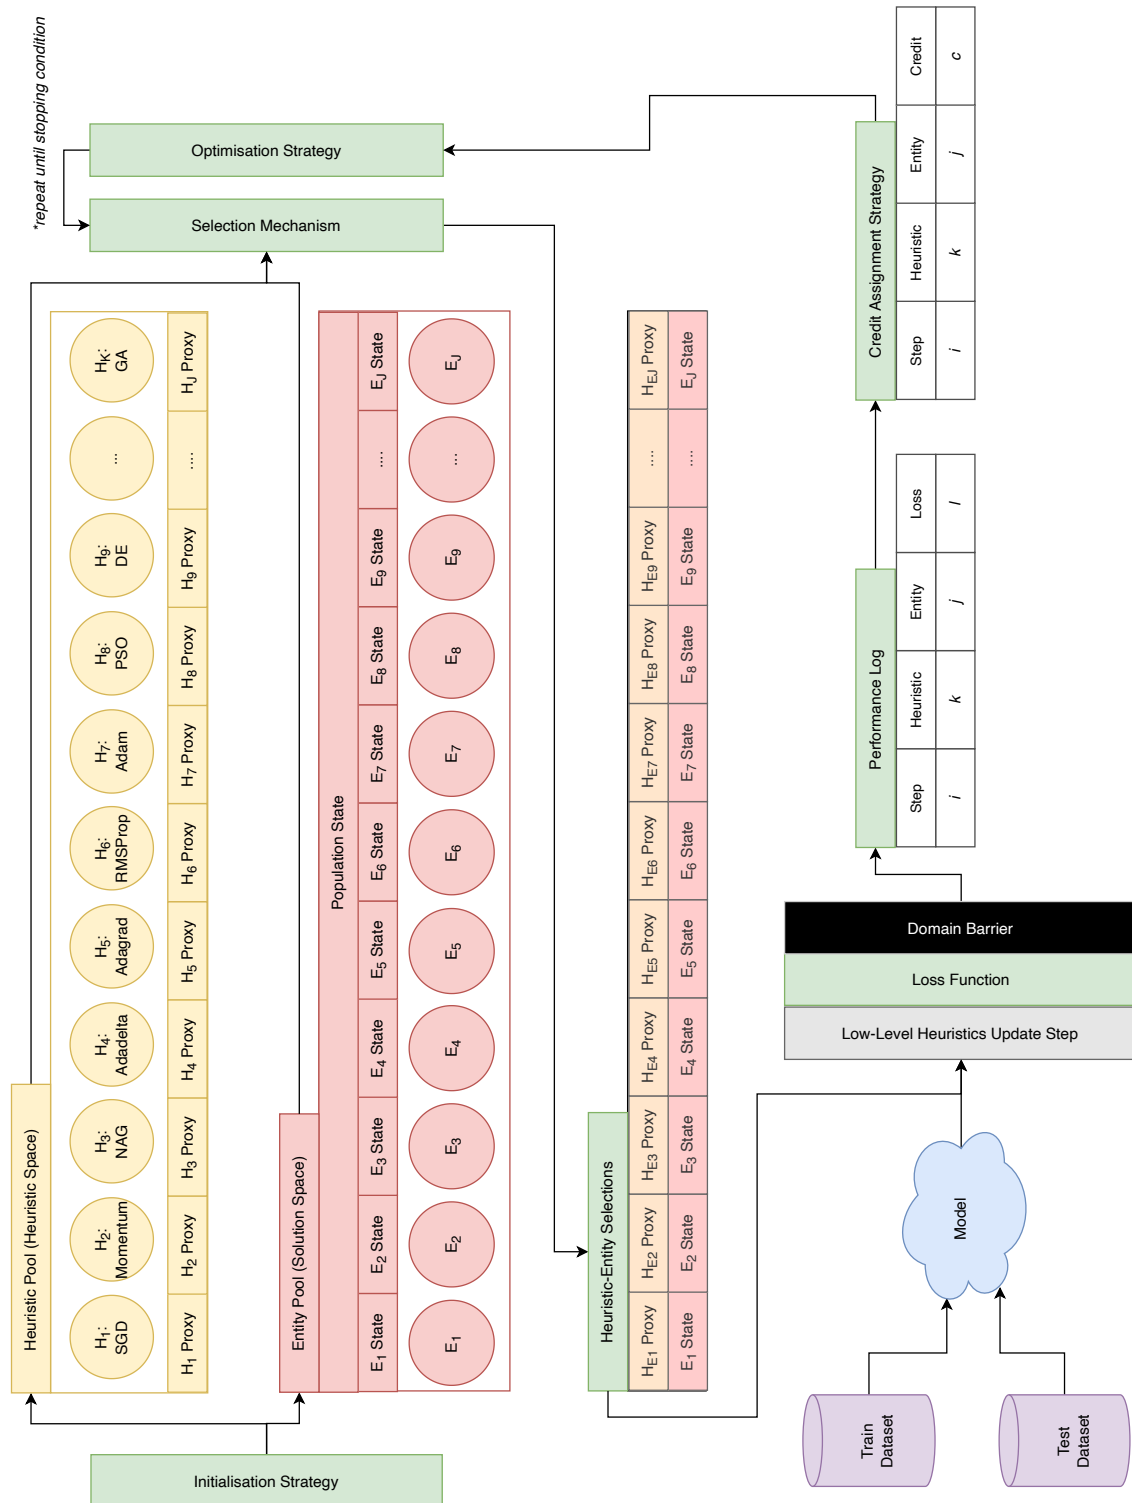 *repeat until stopping condition
Initialisation Strategy
Heuristic Pool (Heuristic Space)
H1:
SGD
H2:
Momentum
H3:
NAG
H4:
Adadelta
H5:
Adagrad
H6:
RMSProp
H7:
Adam
H8:
PSO
H9:
DE
...
HK:
GA
H1 Proxy
H2 Proxy
H3 Proxy
H4 Proxy
H5 Proxy
H6 Proxy
H7 Proxy
H8 Proxy
H9 Proxy
....
HJ Proxy
Entity Pool (Solution Space)
Population State
E1 State
E2 State
E3 State
E4 State
E5 State
E6 State
E7 State
E8 State
E9 State
....
EJ State
E1
E2
E3
E4
E5
E6
E7
E8
E9
...
EJ
Optimisation Strategy
Selection Mechanism
Heuristic-Entity Selections
HE1 Proxy
HE2 Proxy
HE3 Proxy
HE4 Proxy
HE5 Proxy
HE6 Proxy
HE7 Proxy
HE8 Proxy
HE9 Proxy
....
HEJ Proxy
E1 State
E2 State
E3 State
E4 State
E5 State
E6 State
E7 State
E8 State
E9 State
....
EJ State
Train
Dataset
Test
Dataset
Model
Low-Level Heuristics Update Step
Loss Function
Domain Barrier
Performance Log
Step Heuristic Entity Loss
i k j l
Credit Assignment Strategy
Step Heuristic Entity Credit
i k j c